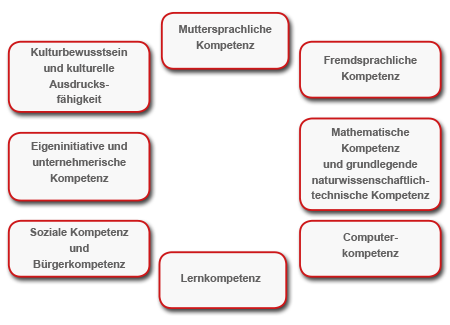 Muttersprachliche
Kompetenz
Fremdsprachliche
Kompetenz
Mathematische
Kompetenz
und grundlegende
naturwissenschaftlich-
technische Kompetenz
Computer-
kompetenz
Lernkompetenz
Soziale Kompetenz
und
Bürgerkompetenz
Eigeninitiative und
unternehmerische
Kompetenz
Kulturbewusstsein
und kulturelle
Ausdrucks-
fähigkeit